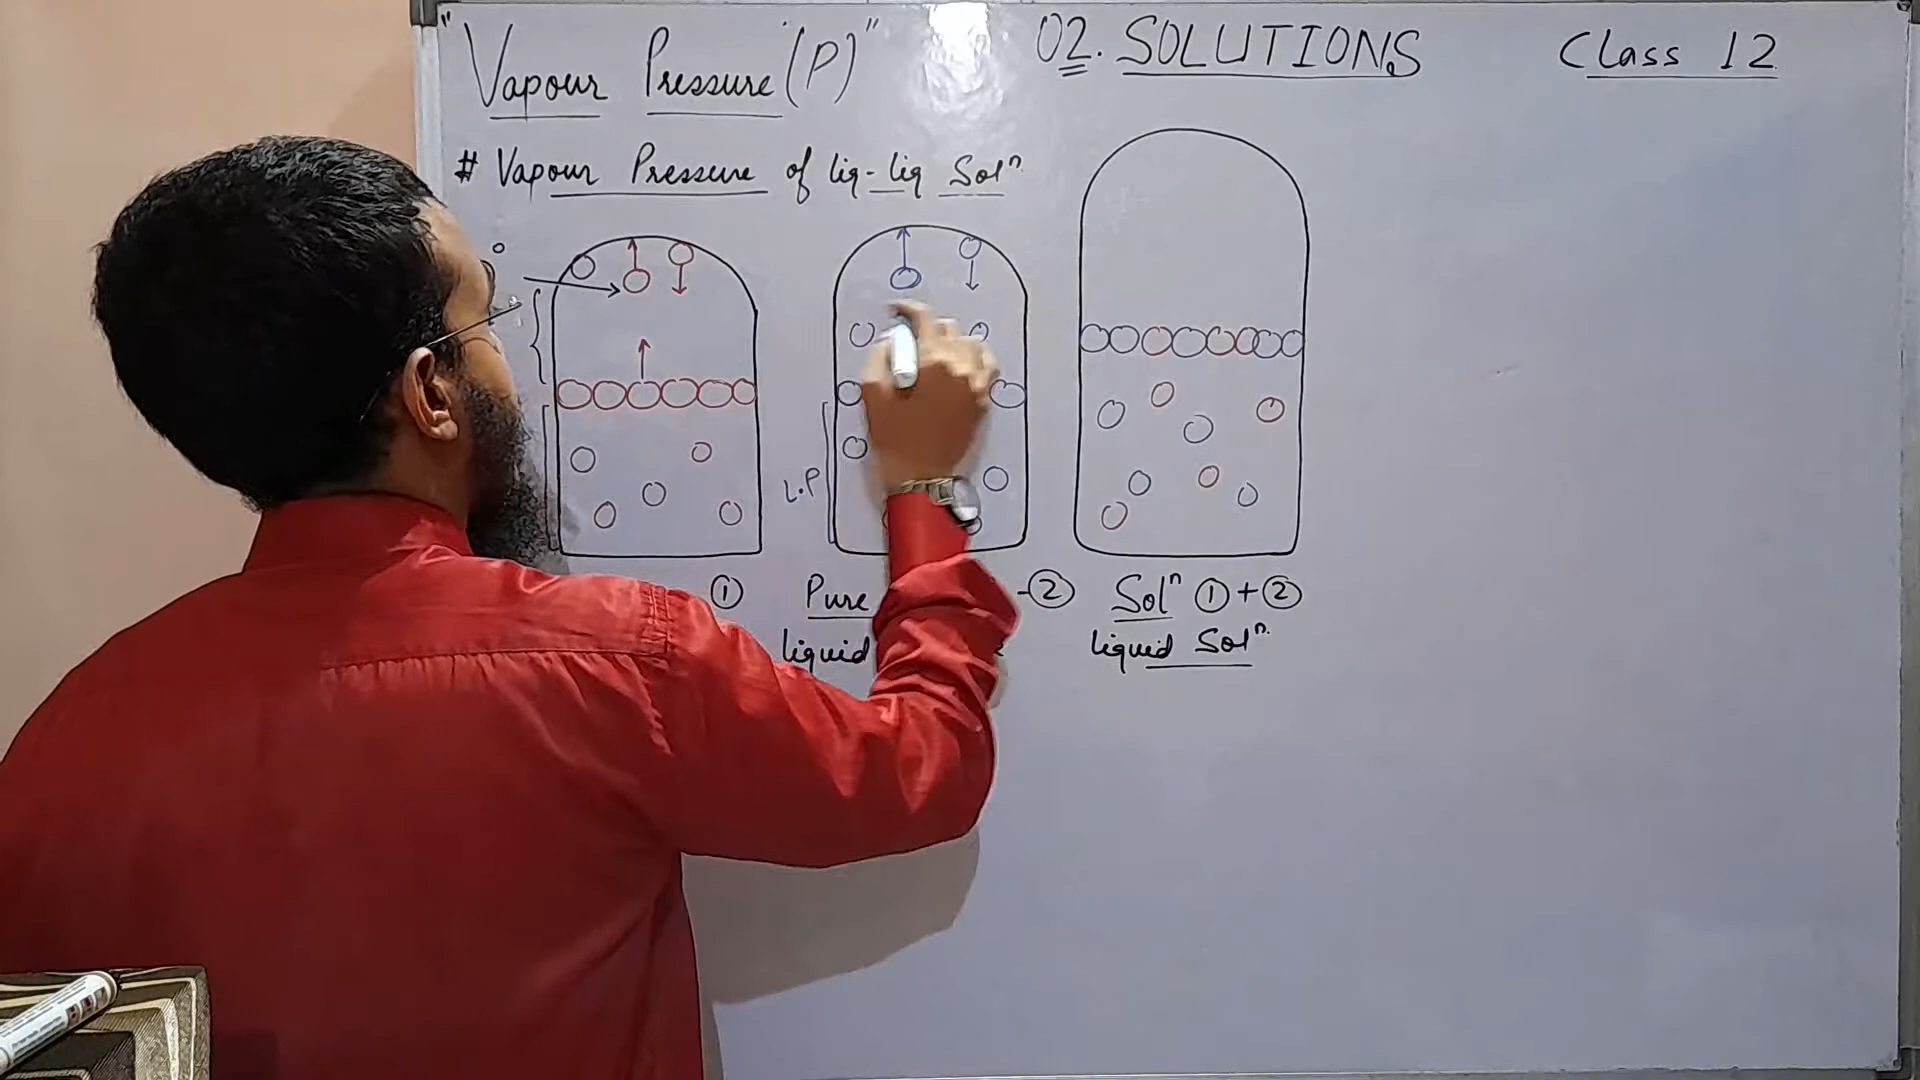 "Vapour Pressure (P)"
02. SOLUTIONS
Class 12
# Vapour Pressure of liq-liq Solⁿ
L.P
①
Pure -②
liquid
Solⁿ ①+②
liquid Solⁿ.